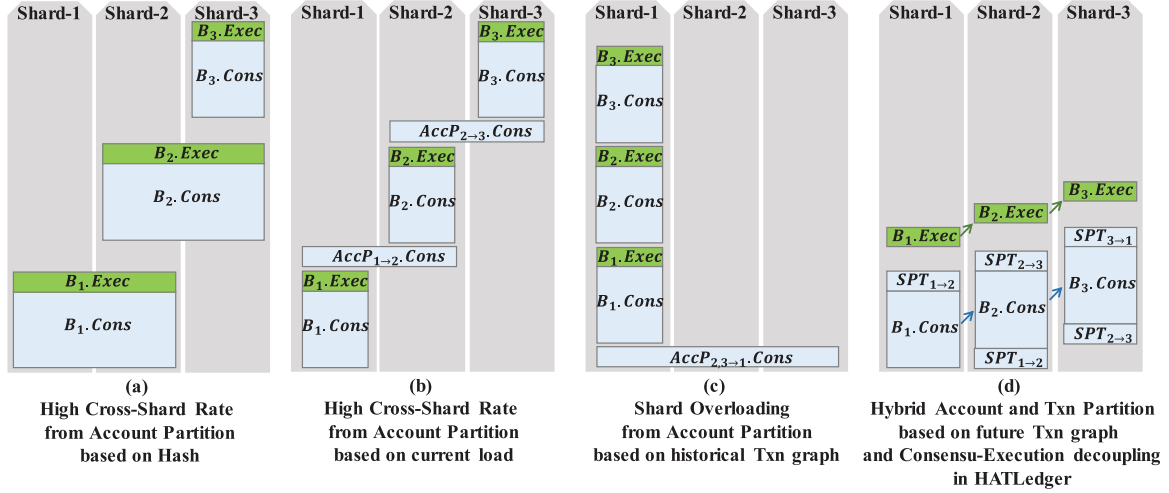 Shard-1 Shard-2 Shard-3
B₃.Exec
B₃.Cons
B₂.Exec
B₂.Cons
B₁.Exec
B₁.Cons
(a)
High Cross-Shard Rate
from Account Partition
based on Hash
Shard-1 Shard-2 Shard-3
B₃.Exec
B₃.Cons
AccP₂→₃.Cons
B₂.Exec
B₂.Cons
AccP₁→₂.Cons
B₁.Exec
B₁.Cons
(b)
High Cross-Shard Rate
from Account Partition
based on current load
Shard-1 Shard-2 Shard-3
B₃.Exec
B₃.Cons
B₂.Exec
B₂.Cons
B₁.Exec
B₁.Cons
AccP₂,₃→₁.Cons
(c)
Shard Overloading
from Account Partition
based on historical Txn graph
Shard-1 Shard-2 Shard-3
B₃.Exec
B₂.Exec
B₁.Exec
SPT₃→₁
SPT₂→₃
SPT₁→₂
B₃.Cons
B₂.Cons
B₁.Cons
SPT₂→₃
SPT₁→₂
(d)
Hybrid Account and Txn Partition
based on future Txn graph
and Consensu-Execution decoupling
in HATLedger